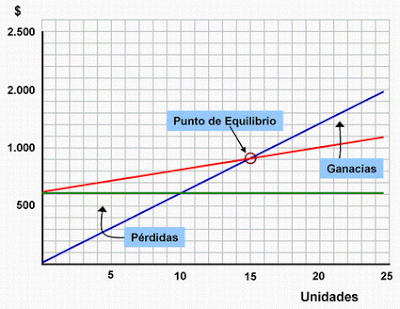 $
2.500
2.000
Punto de Equilibrio
1.000
Ganacias
500
Pérdidas
5 10 15 20 25
Unidades